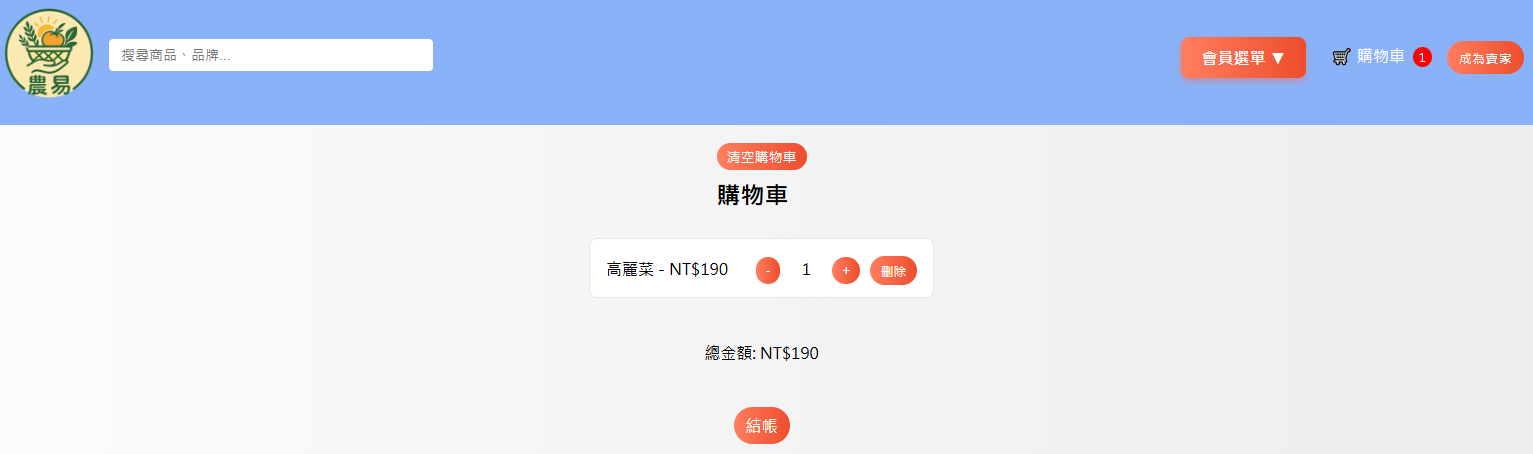 農易
搜尋商品、品牌...
會員選單 ▼
購物車 1
成為賣家
清空購物車
購物車
高麗菜 - NT$190 - 1 + 刪除
總金額: NT$190
結帳